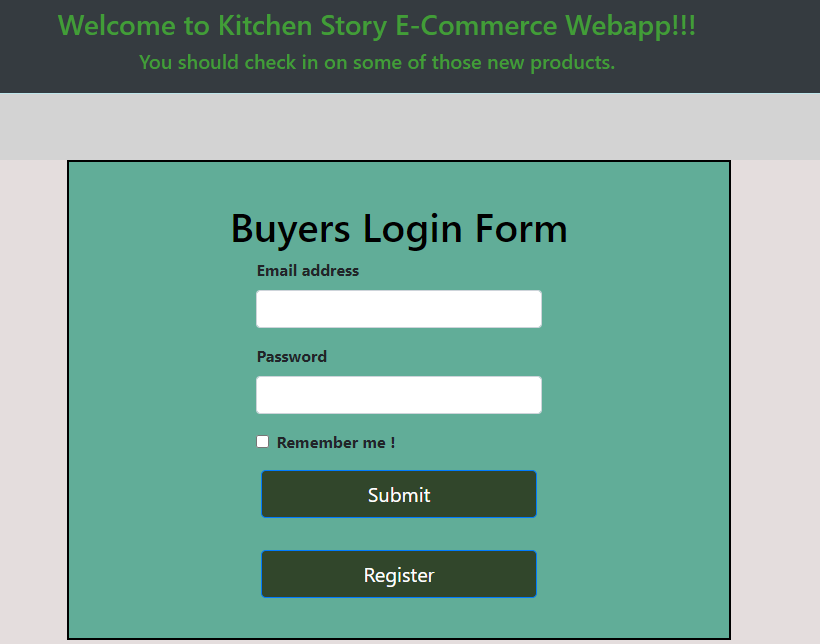 Welcome to Kitchen Story E-Commerce Webapp!!!
You should check in on some of those new products.
Buyers Login Form
Email address
Password
Remember me !
Submit
Register